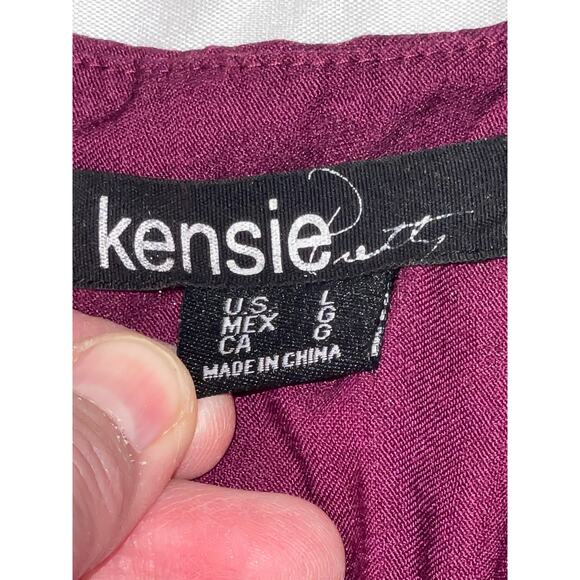 kensie Pretty
U.S. L
MEX G
CA G
MADE IN CHINA